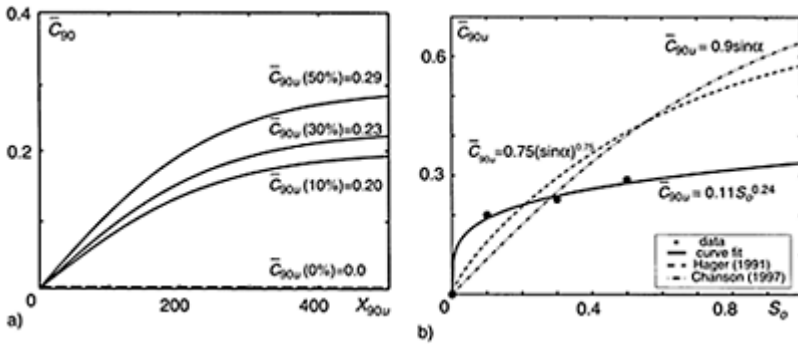 0.4
C̄₉₀
C̄₉₀ᵤ(50%)=0.29
C̄₉₀ᵤ(30%)=0.23
0.2
C̄₉₀ᵤ(10%)=0.20
C̄₉₀ᵤ(0%)=0.0
0
0 200 400 X₉₀ᵤ
a)
C̄₉₀ᵤ
0.6
C̄₉₀ᵤ=0.9sinα
C̄₉₀ᵤ=0.75(sinα)⁰·⁷⁵
0.3
C̄₉₀ᵤ=0.11Sₒ⁰·²⁴
data
curve fit
Hager (1991)
Chanson (1997)
0
0 0.4 0.8 Sₒ
b)